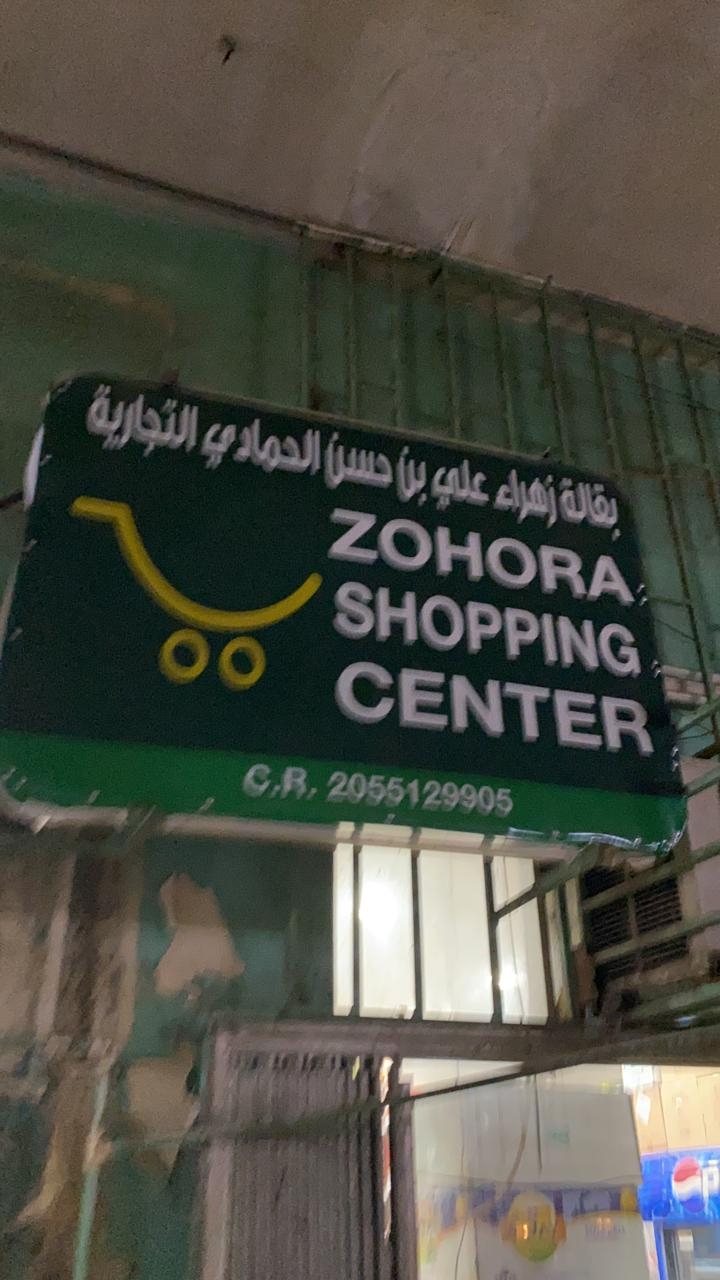 بقالة زهراء علي بن حسن الحمادي التجارية
ZOHORA
SHOPPING
CENTER
C.R. 2055129905